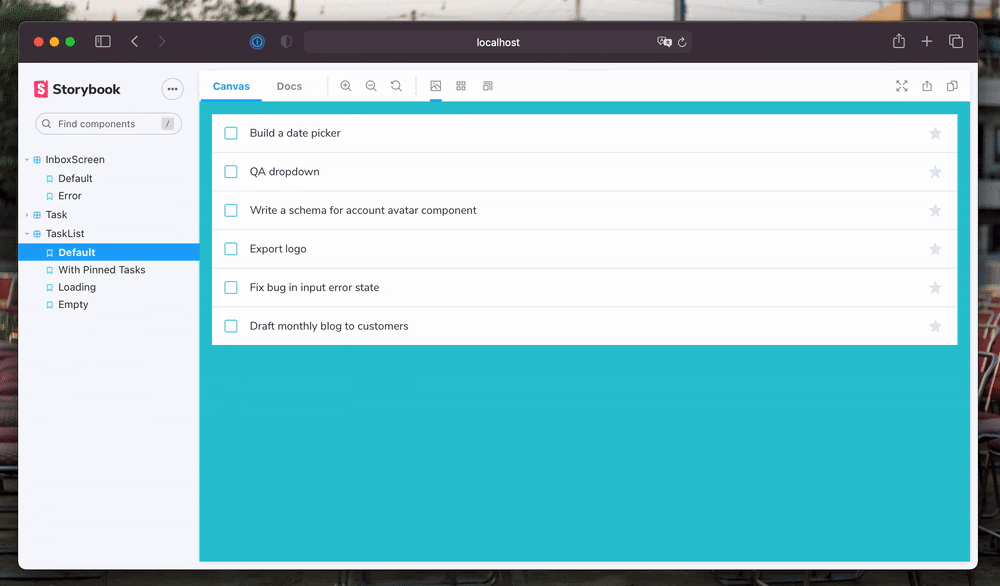 localhost
Storybook
Find components /
InboxScreen
Default
Error
Task
TaskList
Default
With Pinned Tasks
Loading
Empty
Canvas Docs
Build a date picker
QA dropdown
Write a schema for account avatar component
Export logo
Fix bug in input error state
Draft monthly blog to customers